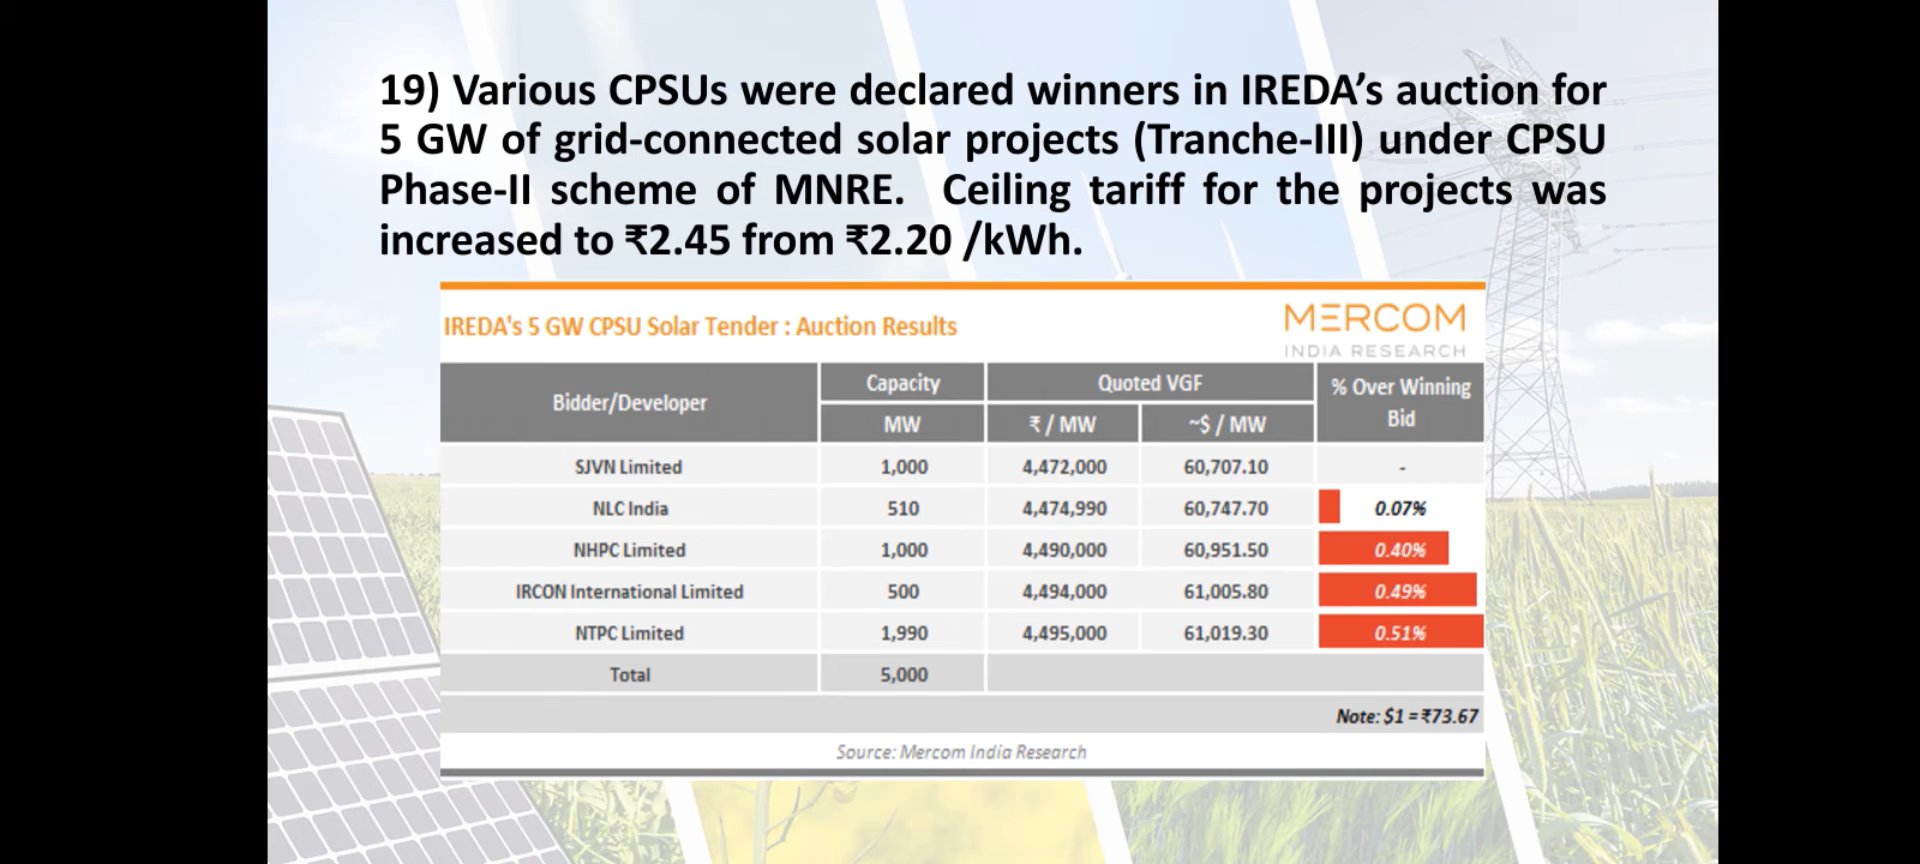 19) Various CPSUs were declared winners in IREDA’s auction for
5 GW of grid-connected solar projects (Tranche-III) under CPSU
Phase-II scheme of MNRE. Ceiling tariff for the projects was
increased to ₹2.45 from ₹2.20 /kWh.
IREDA's 5 GW CPSU Solar Tender : Auction Results
MERCOM
INDIA RESEARCH
Bidder/Developer Capacity Quoted VGF % Over Winning Bid
MW ₹ / MW ~$ / MW
SJVN Limited 1,000 4,472,000 60,707.10 -
NLC India 510 4,474,990 60,747.70 0.07%
NHPC Limited 1,000 4,490,000 60,951.50 0.40%
IRCON International Limited 500 4,494,000 61,005.80 0.49%
NTPC Limited 1,990 4,495,000 61,019.30 0.51%
Total 5,000
Note: $1 = ₹73.67
Source: Mercom India Research